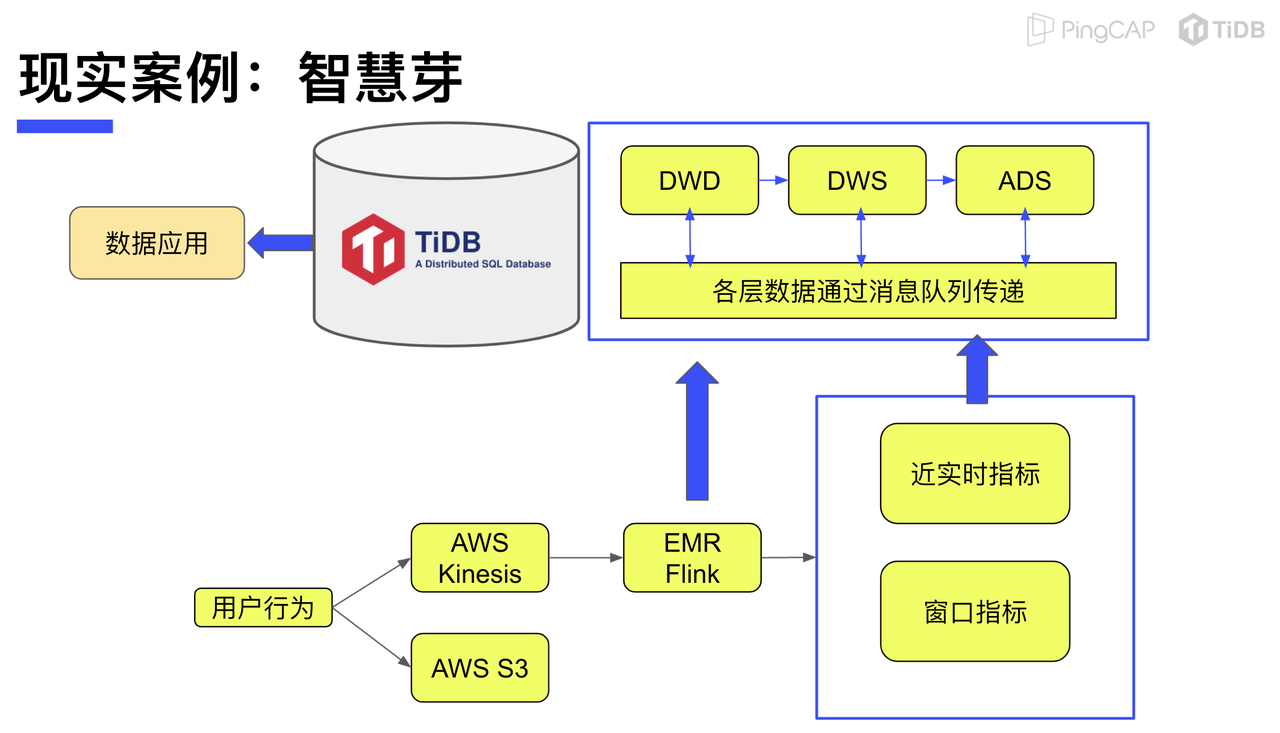 PingCAP TiDB
现实案例：智慧芽
DWD
DWS
ADS
数据应用
TiDB
A Distributed SQL Database
各层数据通过消息队列传递
近实时指标
AWS
Kinesis
EMR
Flink
用户行为
窗口指标
AWS S3